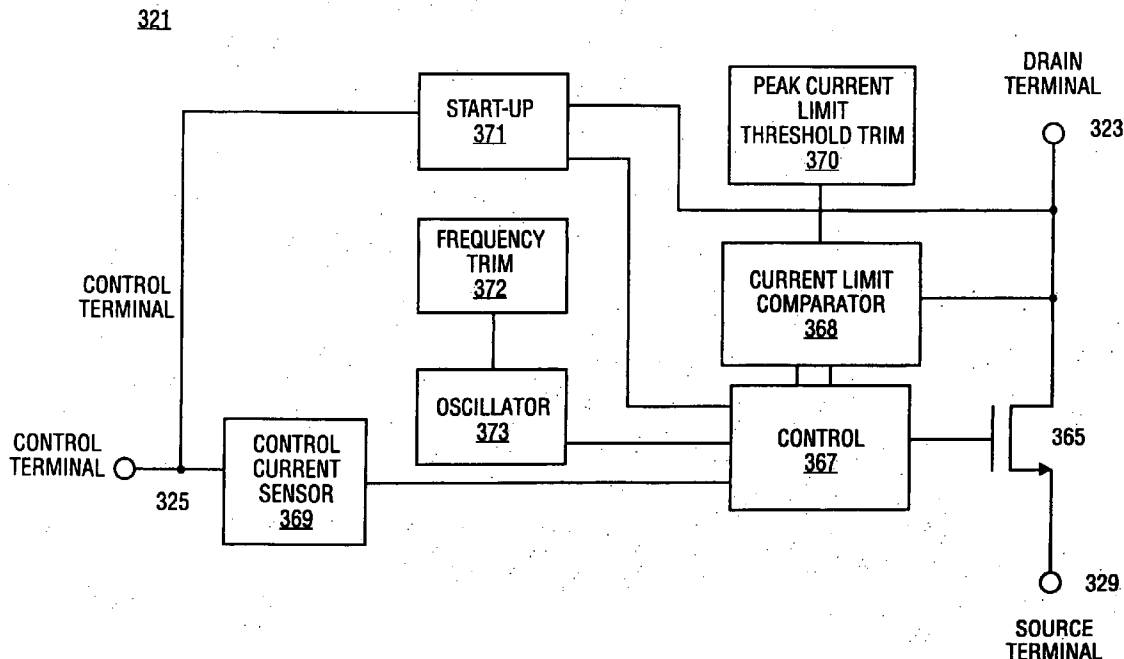 321
START-UP
371
PEAK CURRENT
LIMIT
THRESHOLD TRIM
370
DRAIN
TERMINAL
323
FREQUENCY
TRIM
372
CURRENT LIMIT
COMPARATOR
368
CONTROL
TERMINAL
OSCILLATOR
373
CONTROL
367
365
CONTROL
TERMINAL
325
CONTROL
CURRENT
SENSOR
369
329
SOURCE
TERMINAL